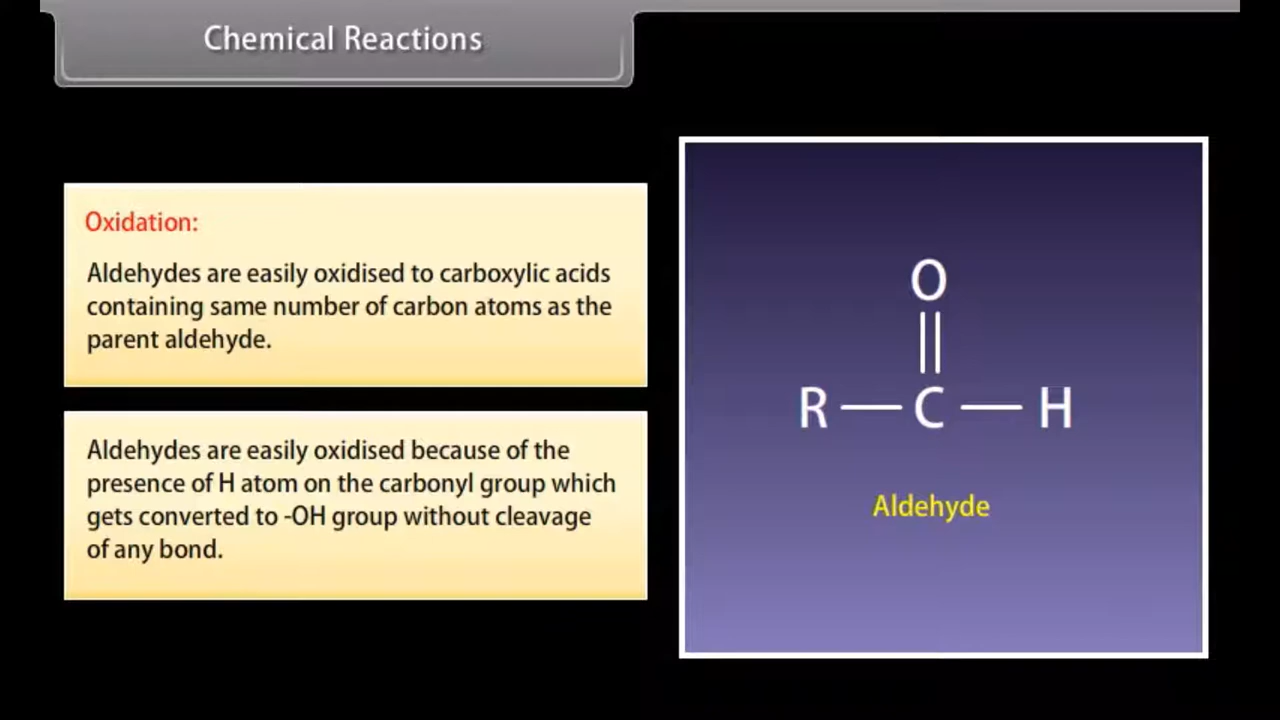 Chemical Reactions
Oxidation:
Aldehydes are easily oxidised to carboxylic acids
containing same number of carbon atoms as the
parent aldehyde.
Aldehydes are easily oxidised because of the
presence of H atom on the carbonyl group which
gets converted to -OH group without cleavage
of any bond.
O
R — C — H
Aldehyde